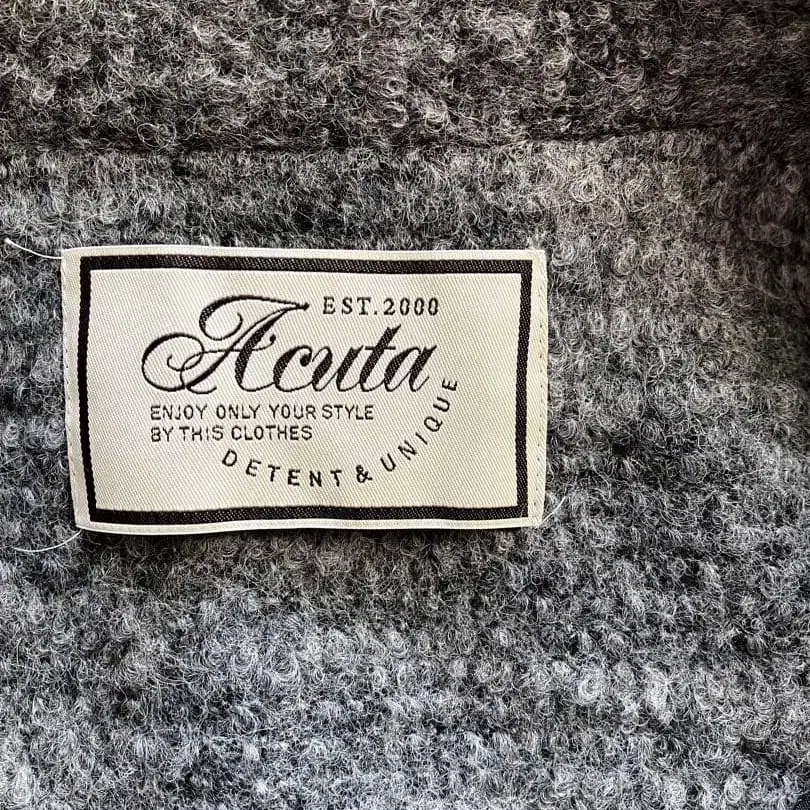 EST.2000
Acuta
ENJOY ONLY YOUR STYLE
BY THIS CLOTHES
DETENT & UNIQUE